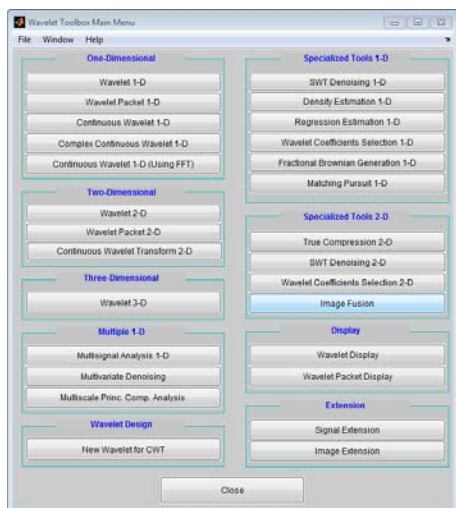 Wavelet Toolbox Main Menu
File Window Help
One-Dimensional
Wavelet 1-D
Wavelet Packet 1-D
Continuous Wavelet 1-D
Complex Continuous Wavelet 1-D
Continuous Wavelet 1-D (Using FFT)
Two-Dimensional
Wavelet 2-D
Wavelet Packet 2-D
Continuous Wavelet Transform 2-D
Three-Dimensional
Wavelet 3-D
Multiple 1-D
Multisignal Analysis 1-D
Multivariate Denoising
Multiscale Princ. Comp. Analysis
Wavelet Design
New Wavelet for CWT
Specialized Tools 1-D
SWT Denoising 1-D
Density Estimation 1-D
Regression Estimation 1-D
Wavelet Coefficients Selection 1-D
Fractional Brownian Generation 1-D
Matching Pursuit 1-D
Specialized Tools 2-D
True Compression 2-D
SWT Denoising 2-D
Wavelet Coefficients Selection 2-D
Image Fusion
Display
Wavelet Display
Wavelet Packet Display
Extension
Signal Extension
Image Extension
Close